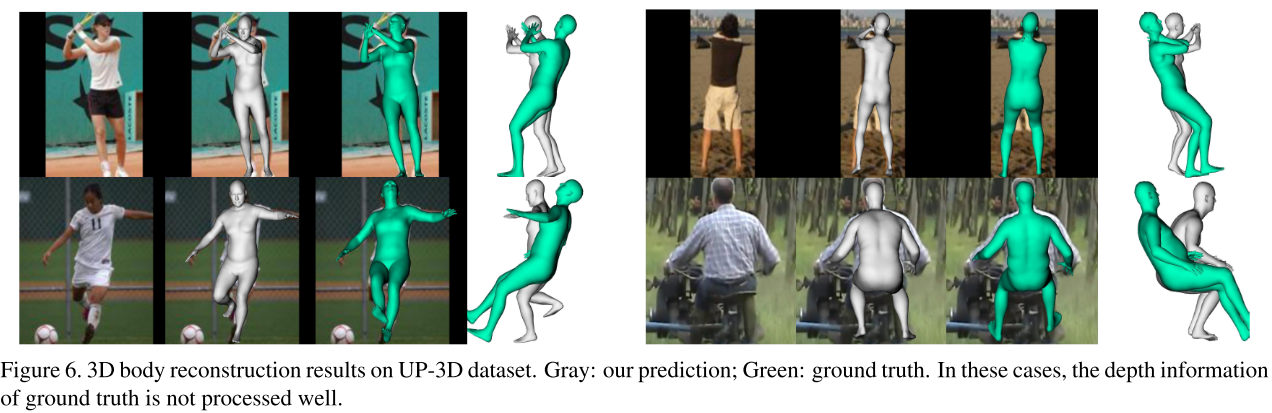 11
Figure 6. 3D body reconstruction results on UP-3D dataset. Gray: our prediction; Green: ground truth. In these cases, the depth information
of ground truth is not processed well.